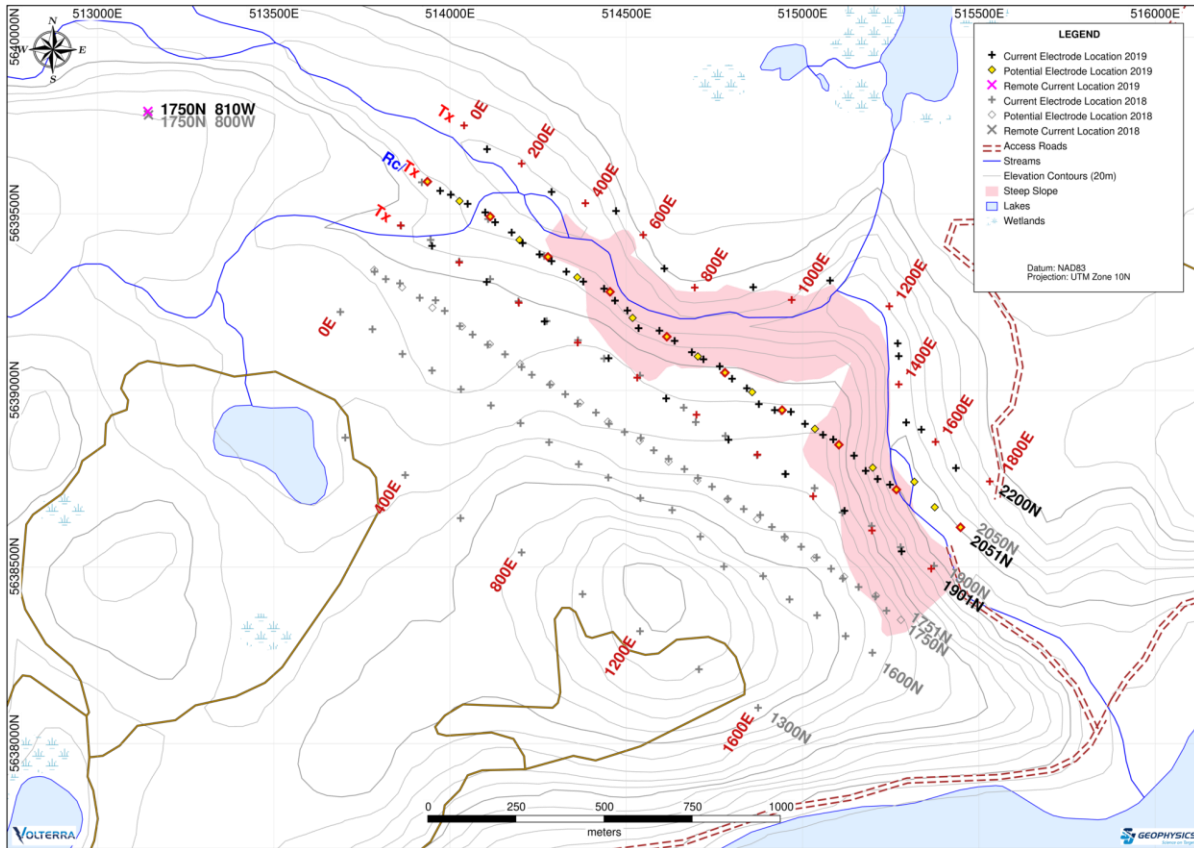 513000E 513500E 514000E 514500E 515000E 515500E 516000E
5640000N
5639500N
5639000N
5638500N
5638000N
N
W E
S
1750N 810W
1750N 800W
Tx
0E
200E
400E
600E
800E
1000E
1200E
1400E
1600E
1800E
Rc/Tx
Tx
0E
400E
800E
1200E
1600E
2200N
2050N
2051N
1900N
1901N
1751N
1750N
1600N
1300N
LEGEND
Current Electrode Location 2019
Potential Electrode Location 2019
Remote Current Location 2019
Current Electrode Location 2018
Potential Electrode Location 2018
Remote Current Location 2018
Access Roads
Streams
Elevation Contours (20m)
Steep Slope
Lakes
Wetlands
Datum: NAD83
Projection: UTM Zone 10N
0 250 500 750 1000
meters
VOLTERRA
GEOPHYSICS